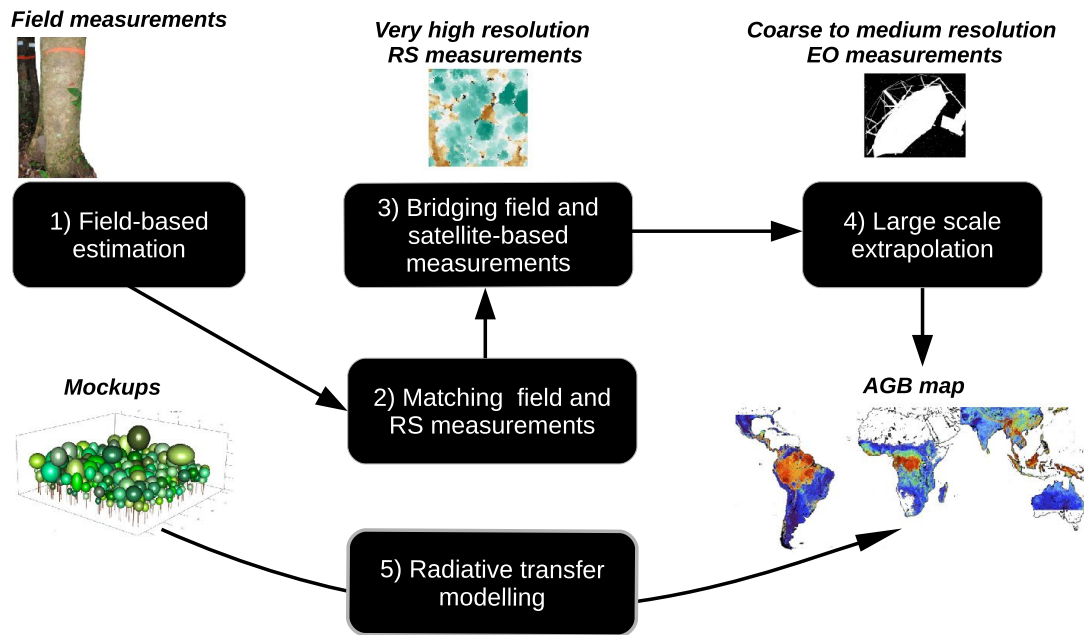 Field measurements
Very high resolution
RS measurements
Coarse to medium resolution
EO measurements
1) Field-based
estimation
3) Bridging field and
satellite-based
measurements
4) Large scale
extrapolation
Mockups
2) Matching field and
RS measurements
AGB map
5) Radiative transfer
modelling